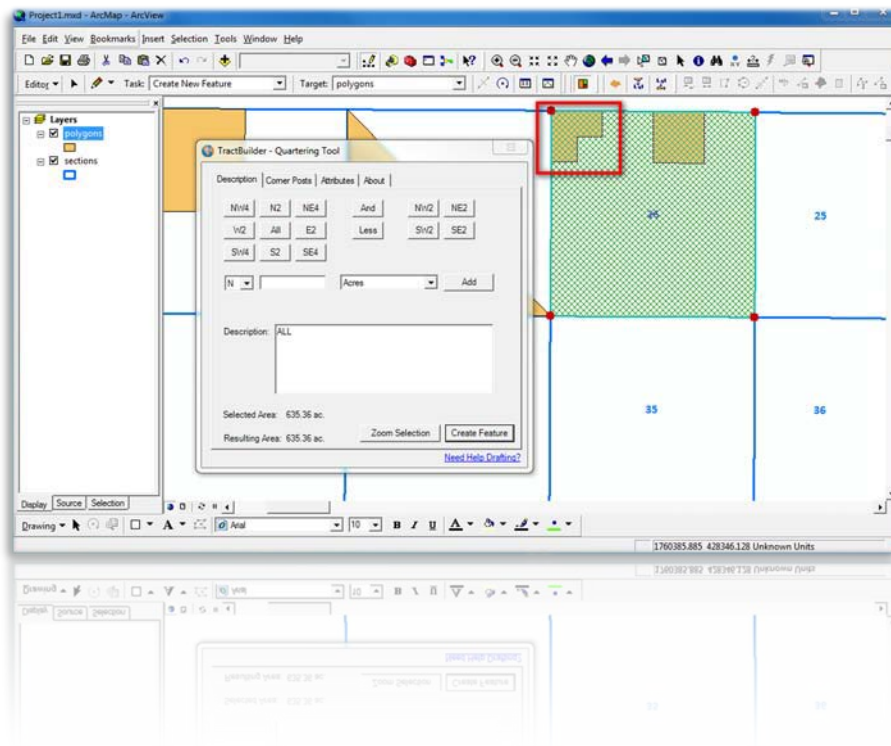 Project1.mxd - ArcMap - ArcView
File Edit View Bookmarks Insert Selection Tools Window Help
Editor Task: Create New Feature Target: polygons
Layers
polygons
sections
TractBuilder - Quartering Tool
Description Corner Posts Attributes About
NW4 N2 NE4 And NW2 NE2
W2 All E2 Less SW2 SE2
SW4 S2 SE4
N Acres Add
Description: ALL
Selected Area: 635.36 ac.
Resulting Area: 635.36 ac. Zoom Selection Create Feature
Need Help Drafting?
26 25
35 36
Display Source Selection
Drawing A Arial 10 B I U A
1760385.885 428346.128 Unknown Units